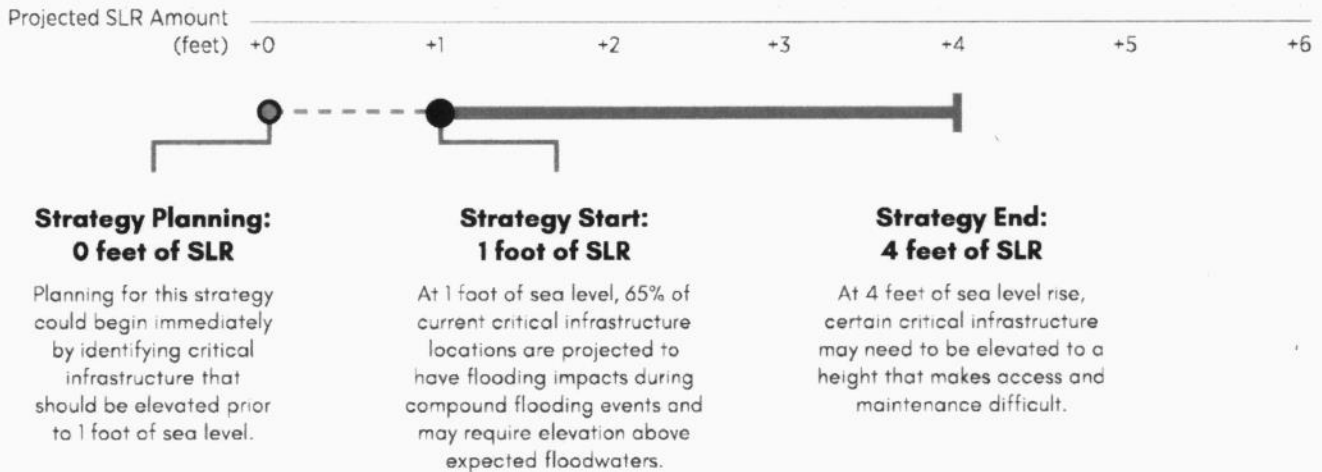 Projected SLR Amount
(feet) +0 +1 +2 +3 +4 +5 +6
Strategy Planning:
0 feet of SLR
Planning for this strategy
could begin immediately
by identifying critical
infrastructure that
should be elevated prior
to 1 foot of sea level.
Strategy Start:
1 foot of SLR
At 1 foot of sea level, 65% of
current critical infrastructure
locations are projected to
have flooding impacts during
compound flooding events and
may require elevation above
expected floodwaters.
Strategy End:
4 feet of SLR
At 4 feet of sea level rise,
certain critical infrastructure
may need to be elevated to a
height that makes access and
maintenance difficult.